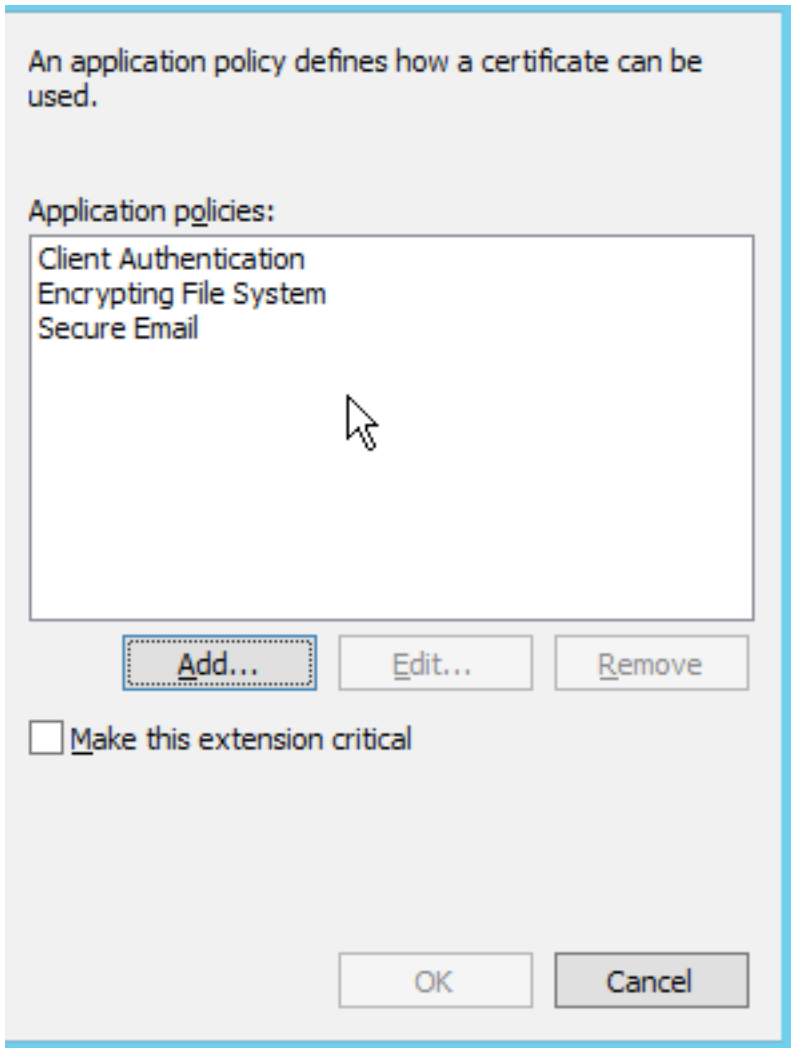 An application policy defines how a certificate can be
used.
Application policies:
Client Authentication
Encrypting File System
Secure Email
Add...
Edit...
Remove
Make this extension critical
OK
Cancel